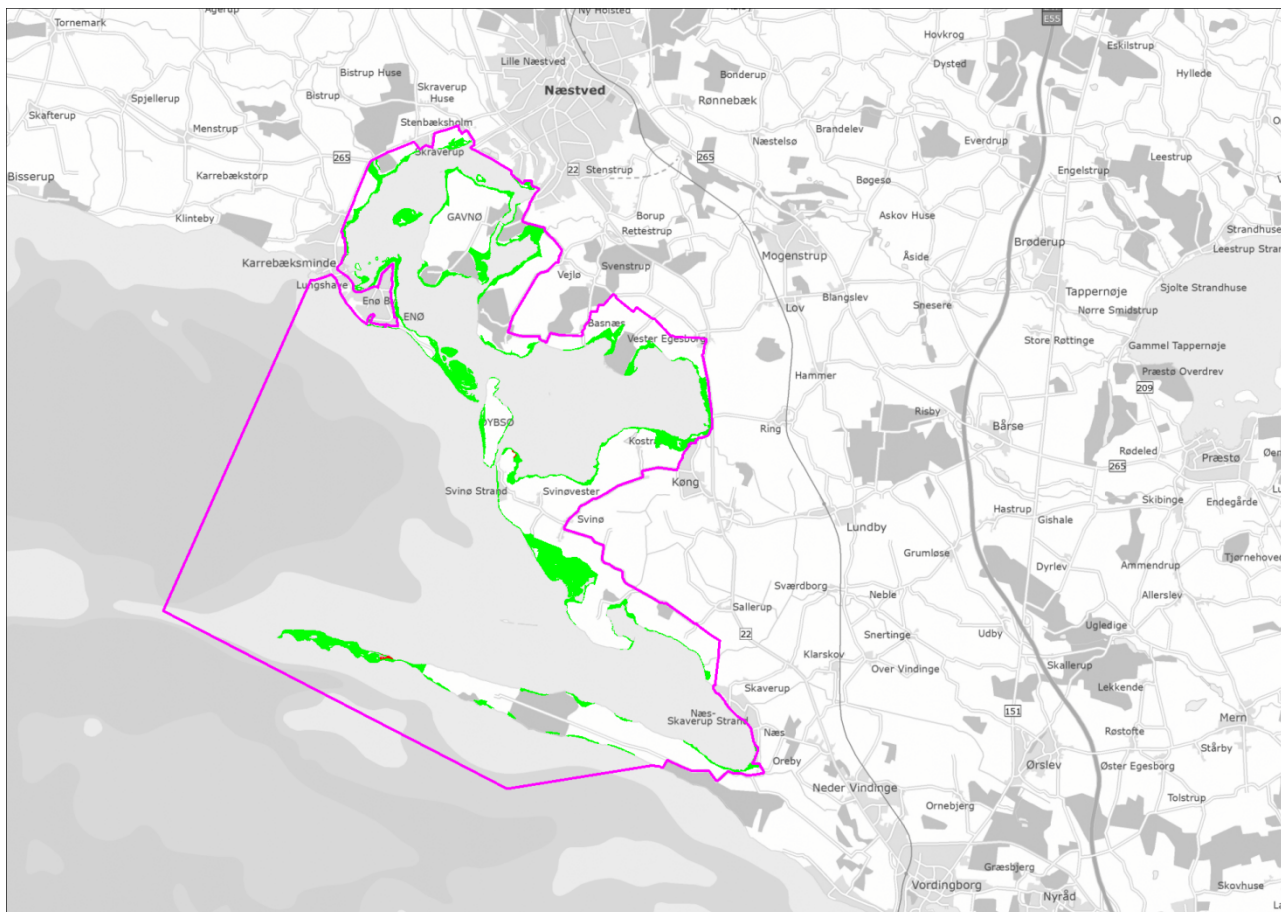 Agerup
Ny Holsted
E55
Tornemark
Hovkrog
Eskilstrup
Lille Næstved
Dysted
Hyllede
Bistrup Huse
Bonderup
Skraverup
Huse
Næstved
Spjellerup
Bistrup
Rønnebæk
Skafterup
Menstrup
Stenbæksholm
Brandelev
Næstelsø
Everdrup
265
Skraverup
265
Leestrup
Bisserup
Karrebækstorp
22
Stenstrup
Engelstrup
Bøgesø
Klinteby
GAVNØ
Borup
Rettestrup
Askov Huse
Strandhuse
Brøderup
Leestrup Stran
Karrebæksminde
Vejlø
Svenstrup
Mogenstrup
Åside
Lungshave
Tappernøje
Sjolte Strandhuse
Enø B
Lov
Blangslev
Snesere
Nørre Smidstrup
ENØ
Basnæs
Vester Egesborg
Store Røttinge
Gammel Tappernøje
Hammer
Præstø Overdrev
209
DYBSØ
Risby
Bårse
Ring
Kostr
Rødeled
Præstø
265
Køng
Svinø Strand
Svinøvester
Skibinge
Endegårde
Svinø
Lundby
Hastrup
Gishale
Grumløse
Tjørnehoved
Dyrlev
Ammendrup
Sværdborg
Neble
Allerslev
Sallerup
22
Snertinge
Udby
Ugledige
Klarskov
Over Vindinge
Skallerup
Skaverup
Lekkende
Næs-
Skaverup Strand
151
Mern
Næs
Røstofte
Stårby
Oreby
Ørslev
Øster Egesborg
Neder Vindinge
Tolstrup
Ornebjerg
Græsbjerg
Vordingborg
Nyråd
Skovhuse